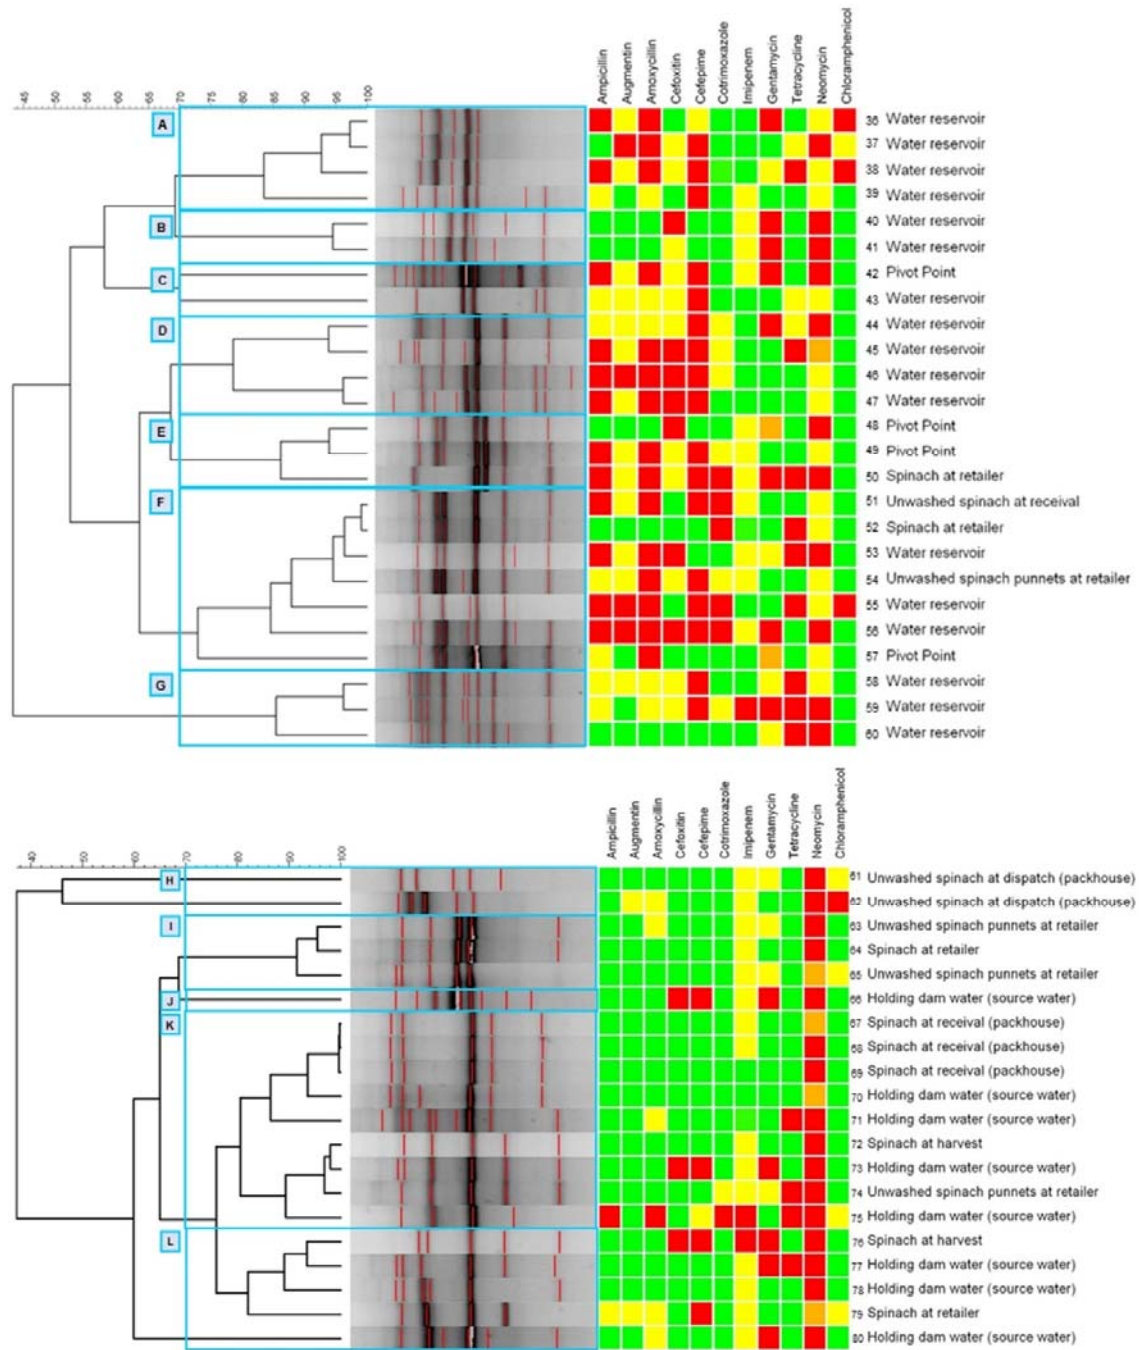 Ampicillin
Augmentin
Amoxycillin
Cefoxitin
Cefepime
Cotrimoxazole
Imipenem
Gentamycin
Tetracycline
Neomycin
Chloramphenicol
45 50 55 60 65 70 75 80 85 90 95 100
A
36 Water reservoir
37 Water reservoir
38 Water reservoir
39 Water reservoir
B
40 Water reservoir
41 Water reservoir
C
42 Pivot Point
43 Water reservoir
D
44 Water reservoir
45 Water reservoir
46 Water reservoir
47 Water reservoir
E
48 Pivot Point
49 Pivot Point
50 Spinach at retailer
F
51 Unwashed spinach at receival
52 Spinach at retailer
53 Water reservoir
54 Unwashed spinach punnets at retailer
55 Water reservoir
56 Water reservoir
57 Pivot Point
G
58 Water reservoir
59 Water reservoir
60 Water reservoir
Ampicillin
Augmentin
Amoxycillin
Cefoxitin
Cefepime
Cotrimoxazole
Imipenem
Gentamycin
Tetracycline
Neomycin
Chloramphenicol
40 50 60 70 80 90 100
H
61 Unwashed spinach at dispatch (packhouse)
62 Unwashed spinach at dispatch (packhouse)
I
63 Unwashed spinach punnets at retailer
64 Spinach at retailer
65 Unwashed spinach punnets at retailer
J
66 Holding dam water (source water)
K
67 Spinach at receival (packhouse)
68 Spinach at receival (packhouse)
69 Spinach at receival (packhouse)
70 Holding dam water (source water)
71 Holding dam water (source water)
72 Spinach at harvest
73 Holding dam water (source water)
74 Unwashed spinach punnets at retailer
75 Holding dam water (source water)
L
76 Spinach at harvest
77 Holding dam water (source water)
78 Holding dam water (source water)
79 Spinach at retailer
80 Holding dam water (source water)